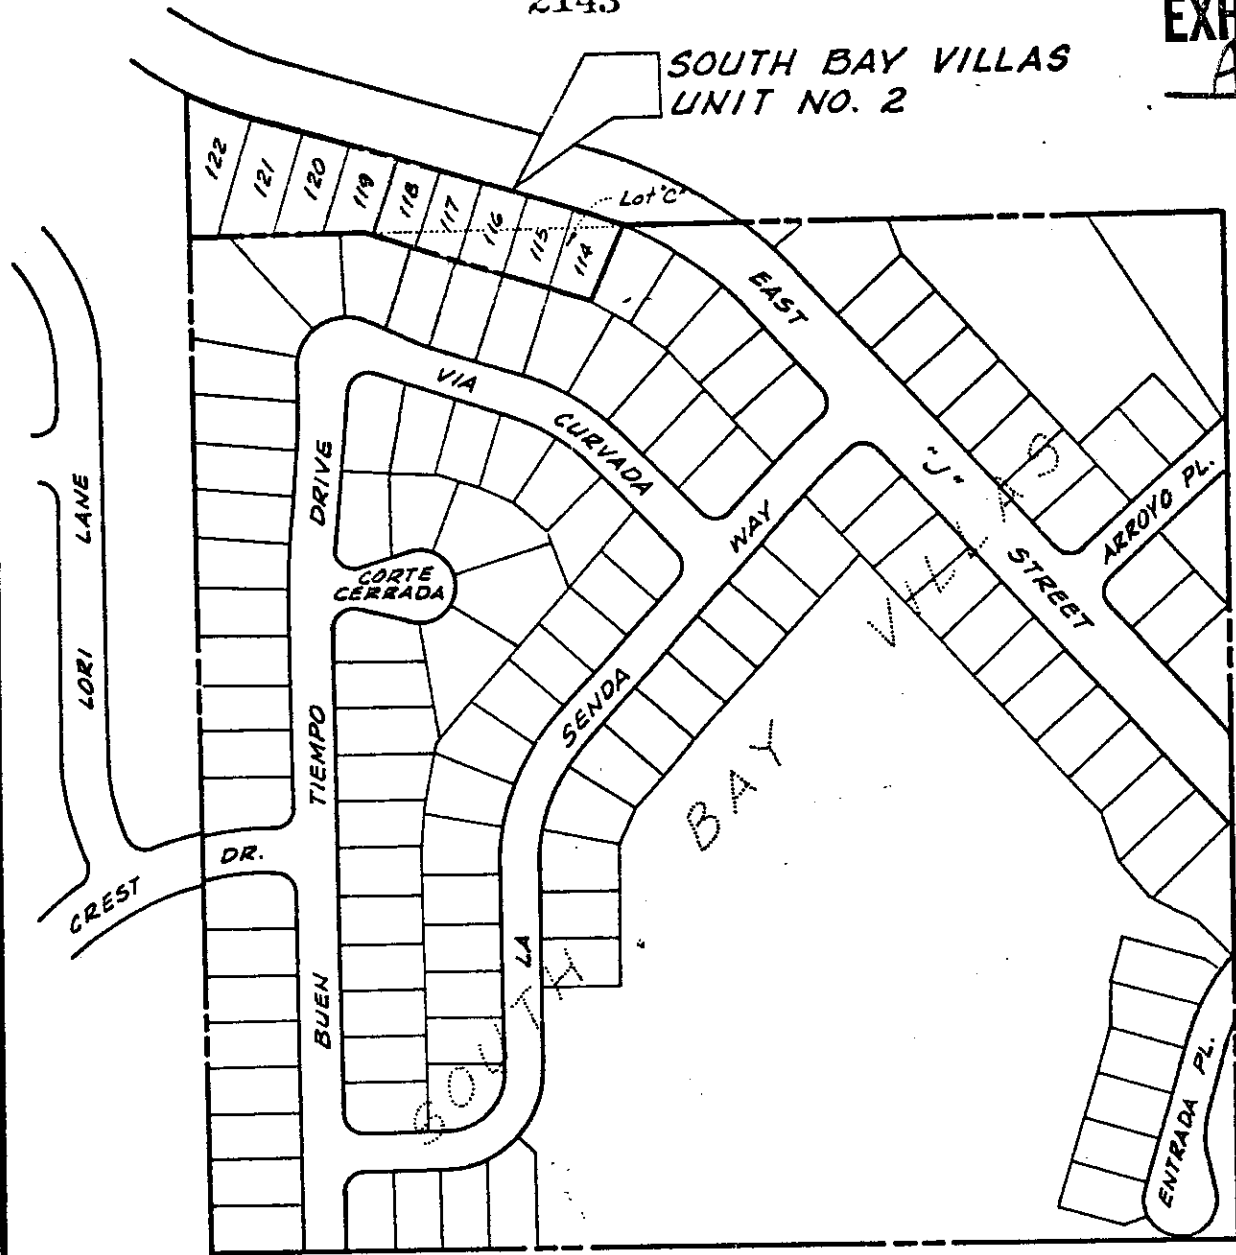 2143
SOUTH BAY VILLAS
UNIT NO. 2
122
121
120
119
118
117
116
115
114
Lot "C"
EAST
"J"
STREET
VIA
CURVADA
DRIVE
TIEMPO
BUEN
CORTE
CERRADA
WAY
SENDA
LA
ARROYO PL.
LANE
LORI
CREST
DR.
SOUTH
BAY
VILLAS
ENTRADA PL.